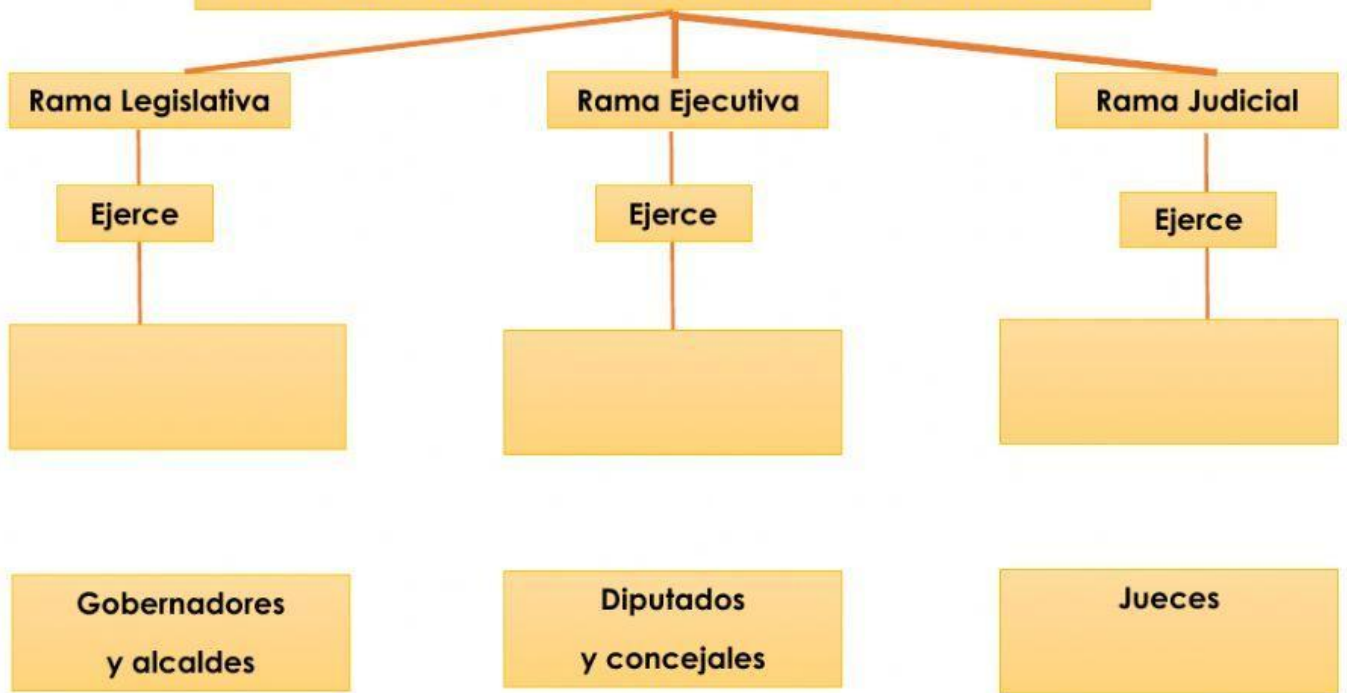 Rama Legislativa
Rama Ejecutiva
Rama Judicial
Ejerce
Ejerce
Ejerce
Gobernadores
y alcaldes
Diputados
y concejales
Jueces